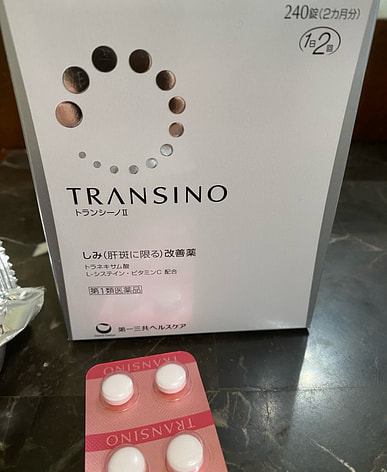 240錠(2カ月分)
1日2回
TRANSINO
トランシーノⅡ
しみ(肝斑に限る)改善薬
トラネキサム酸
L-システイン・ビタミンC 配合
第1類医薬品
第一三共ヘルスケア
TRANSINO
TRANSINO